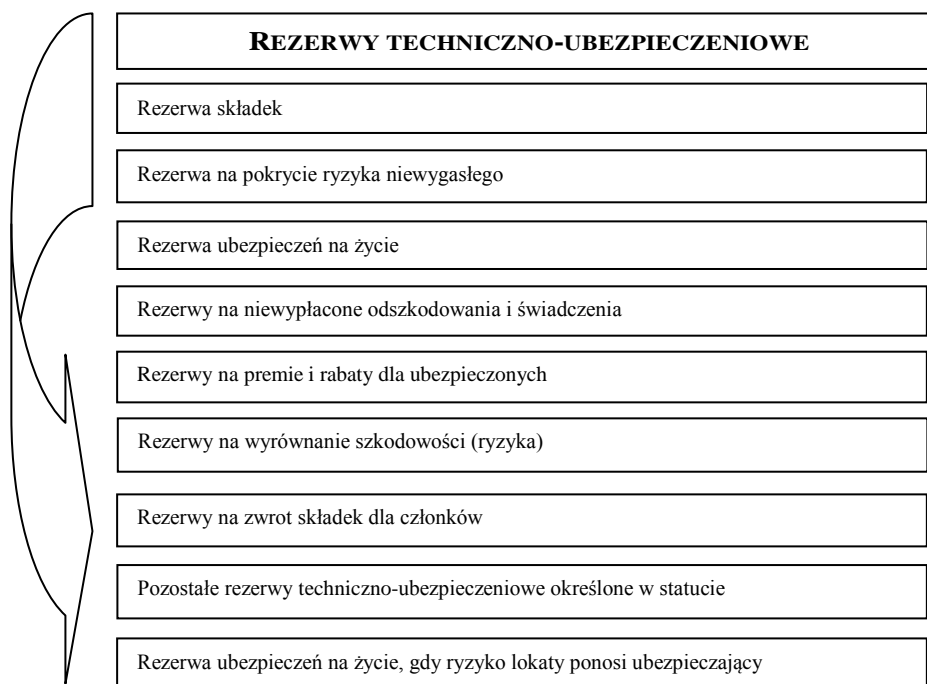 REZERWY TECHNICZNO-UBEZPIECZENIOWE
Rezerwa składek
Rezerwa na pokrycie ryzyka niewygasłego
Rezerwa ubezpieczeń na życie
Rezerwy na niewypłacone odszkodowania i świadczenia
Rezerwy na premie i rabaty dla ubezpieczonych
Rezerwy na wyrównanie szkodowości (ryzyka)
Rezerwy na zwrot składek dla członków
Pozostałe rezerwy techniczno-ubezpieczeniowe określone w statucie
Rezerwa ubezpieczeń na życie, gdy ryzyko lokaty ponosi ubezpieczający